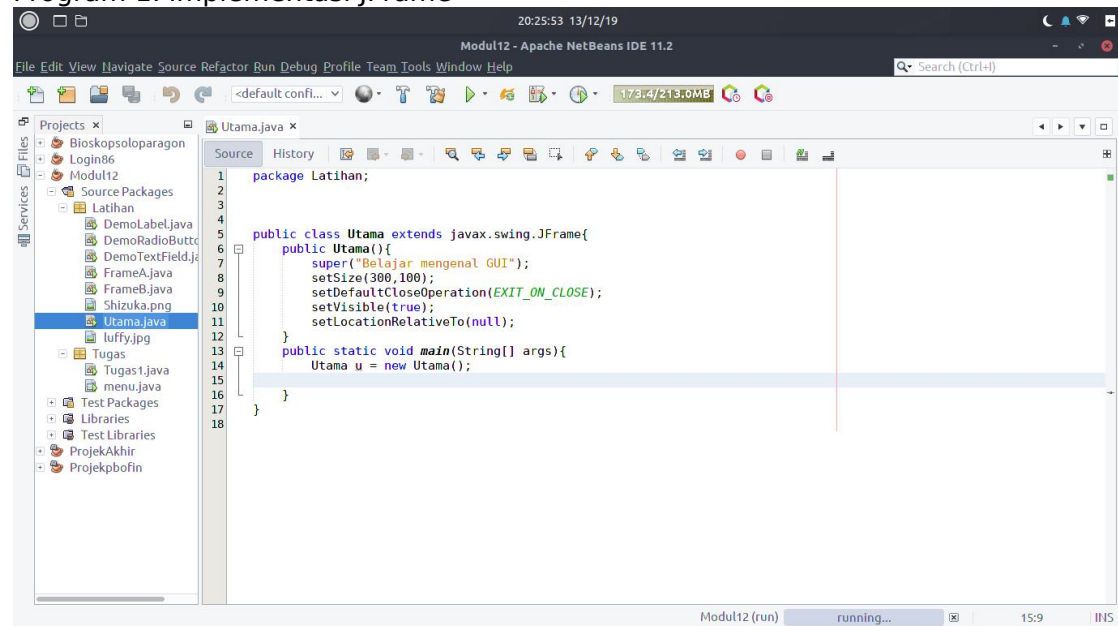 Program 1. Implementasi JFrame
20:25:53 13/12/19
Modul12 - Apache NetBeans IDE 11.2
File Edit View Navigate Source Refactor Run Debug Profile Team Tools Window Help
Search (Ctrl+I)
<default confi...
173.4/213.0MB
Projects
Utama.java
Files
Services
Bioskopsoloparagon
Login86
Modul12
Source Packages
Latihan
DemoLabel.java
DemoRadioButto
DemoTextField.ja
FrameA.java
FrameB.java
Shizuka.png
Utama.java
luffy.jpg
Tugas
Tugas1.java
menu.java
Test Packages
Libraries
Test Libraries
ProjekAkhir
Projekpbofin
Source History
1 package Latihan;
2
3
4
5 public class Utama extends javax.swing.JFrame{
6 public Utama(){
7 super("Belajar mengenal GUI");
8 setSize(300,100);
9 setDefaultCloseOperation(EXIT_ON_CLOSE);
10 setVisible(true);
11 setLocationRelativeTo(null);
12 }
13 public static void main(String[] args){
14 Utama u = new Utama();
15
16 }
17 }
18
Modul12 (run) running... 15:9 INS